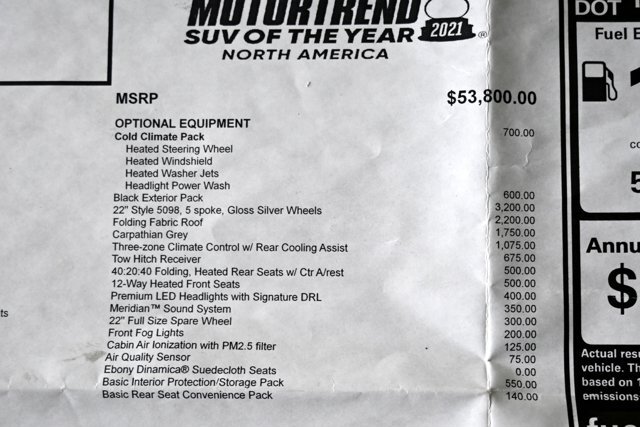 MOTORTREND
SUV OF THE YEAR 2021 ®
NORTH AMERICA
MSRP $53,800.00
OPTIONAL EQUIPMENT
Cold Climate Pack 700.00
Heated Steering Wheel
Heated Windshield
Heated Washer Jets
Headlight Power Wash
Black Exterior Pack 600.00
22" Style 5098, 5 spoke, Gloss Silver Wheels 3,200.00
Folding Fabric Roof 2,200.00
Carpathian Grey 1,750.00
Three-zone Climate Control w/ Rear Cooling Assist 1,075.00
Tow Hitch Receiver 675.00
40:20:40 Folding, Heated Rear Seats w/ Ctr A/rest 500.00
12-Way Heated Front Seats 500.00
Premium LED Headlights with Signature DRL 400.00
Meridian™ Sound System 350.00
22" Full Size Spare Wheel 300.00
Front Fog Lights 200.00
Cabin Air Ionization with PM2.5 filter 125.00
Air Quality Sensor 75.00
Ebony Dinamica® Suedecloth Seats 0.00
Basic Interior Protection/Storage Pack 550.00
Basic Rear Seat Convenience Pack 140.00
ts
DOT
Fuel E
1
co
5
Annu
$
Actual resu
vehicle. Th
based on 1
emissions